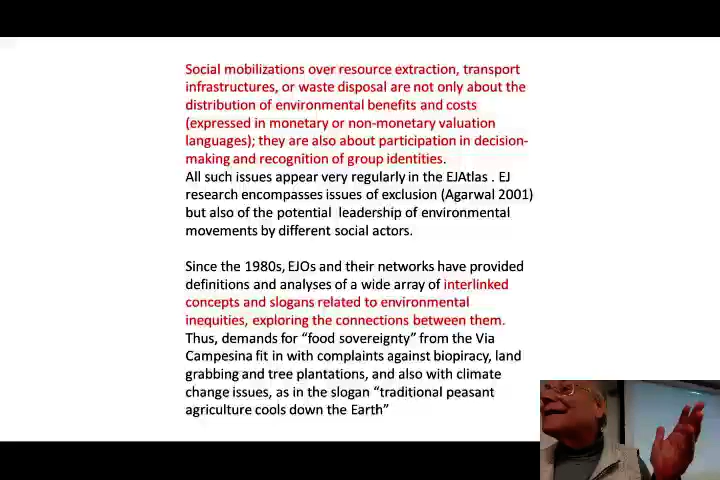 Social mobilizations over resource extraction, transport
infrastructures, or waste disposal are not only about the
distribution of environmental benefits and costs
(expressed in monetary or non-monetary valuation
languages); they are also about participation in decision-
making and recognition of group identities.
All such issues appear very regularly in the EJAtlas . EJ
research encompasses issues of exclusion (Agarwal 2001)
but also of the potential leadership of environmental
movements by different social actors.
Since the 1980s, EJOs and their networks have provided
definitions and analyses of a wide array of interlinked
concepts and slogans related to environmental
inequities, exploring the connections between them.
Thus, demands for “food sovereignty” from the Via
Campesina fit in with complaints against biopiracy, land
grabbing and tree plantations, and also with climate
change issues, as in the slogan “traditional peasant
agriculture cools down the Earth”